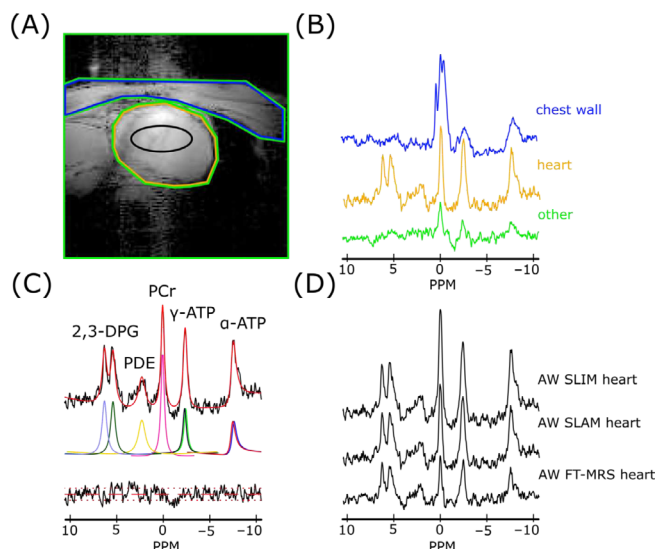 (A)
(B)
chest wall
heart
other
10 5 0 −5 −10
PPM
(C)
PCr
γ-ATP
α-ATP
2,3-DPG
PDE
10 5 0 -5 -10
PPM
(D)
AW SLIM heart
AW SLAM heart
AW FT-MRS heart
10 5 0 −5 −10
PPM